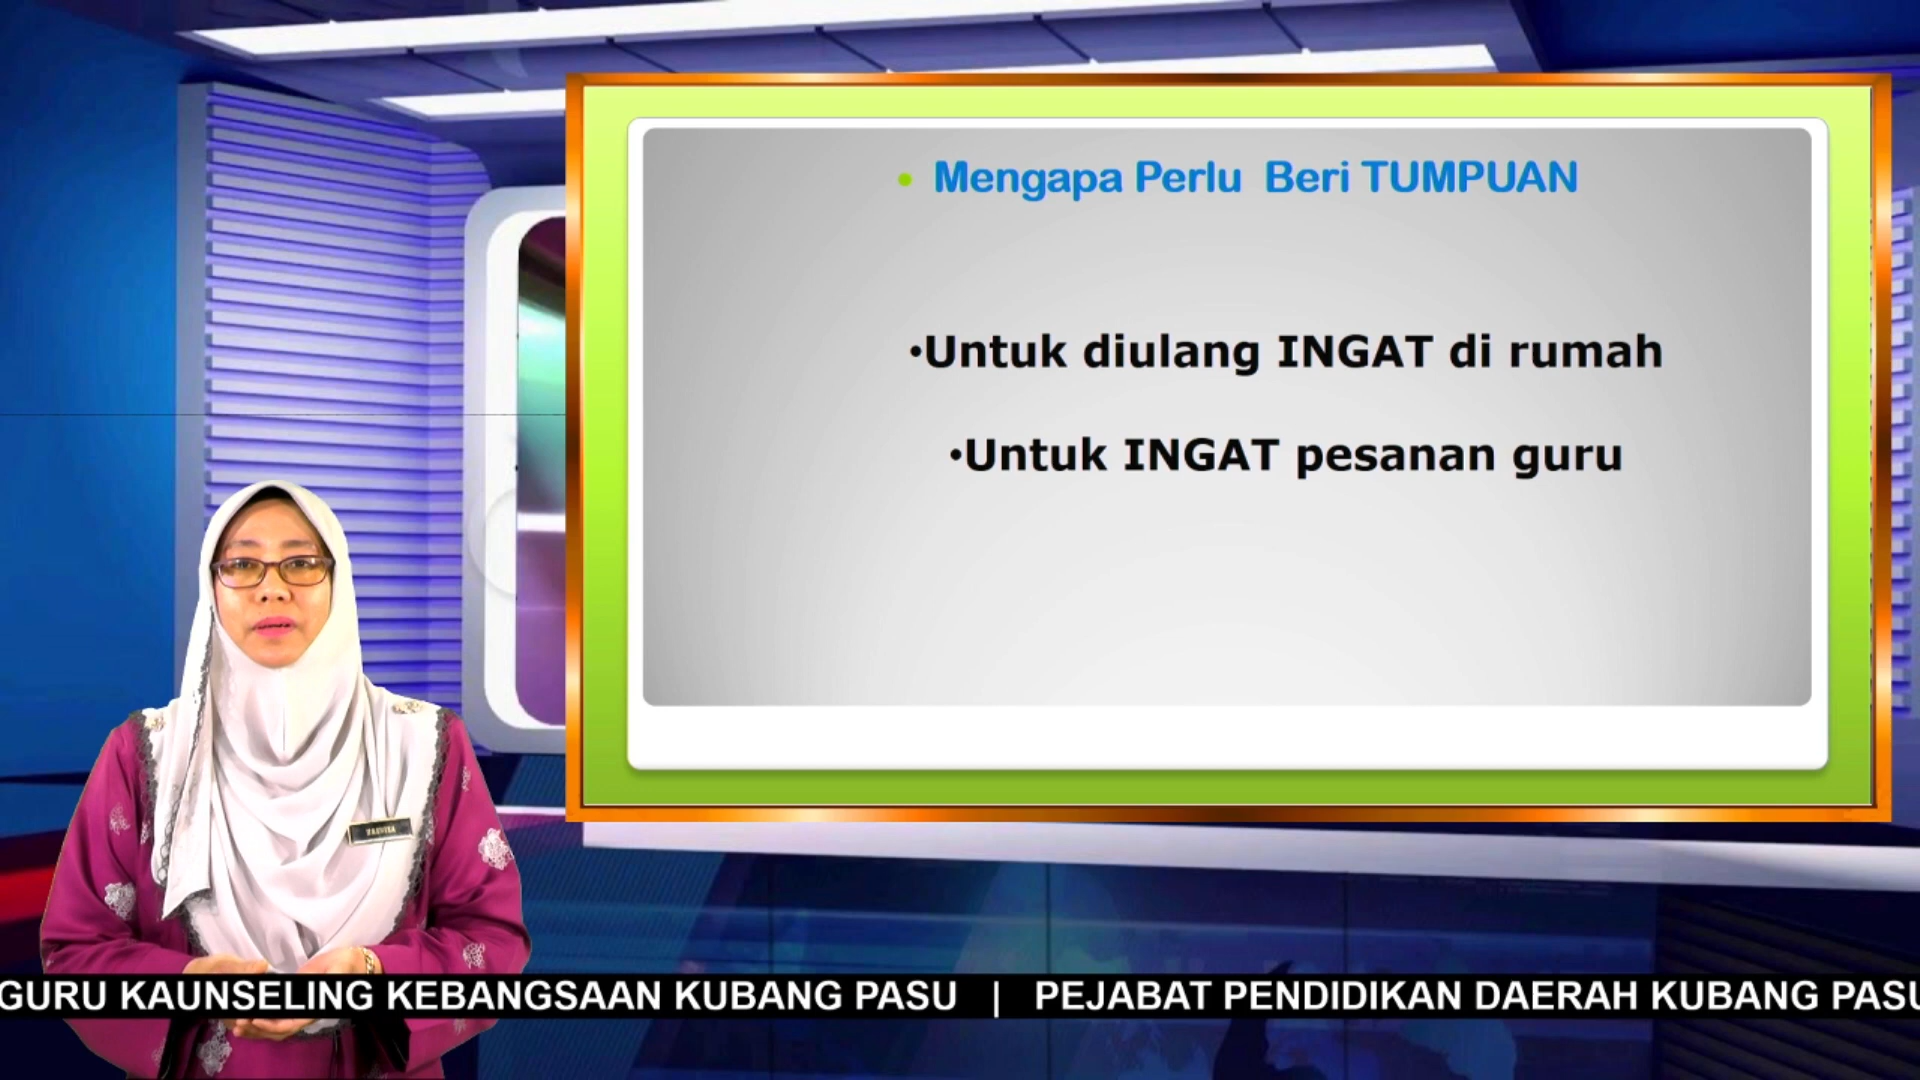 • Mengapa Perlu Beri TUMPUAN
•Untuk diulang INGAT di rumah
•Untuk INGAT pesanan guru
GURU KAUNSELING KEBANGSAAN KUBANG PASU | PEJABAT PENDIDIKAN DAERAH KUBANG PASU